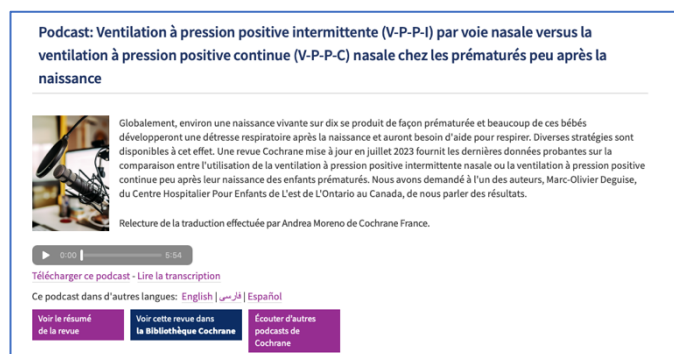 Podcast: Ventilation à pression positive intermittente (V-P-P-I) par voie nasale versus la
ventilation à pression positive continue (V-P-P-C) nasale chez les prématurés peu après la
naissance
Globalement, environ une naissance vivante sur dix se produit de façon prématurée et beaucoup de ces bébés
développeront une détresse respiratoire après la naissance et auront besoin d'aide pour respirer. Diverses stratégies sont
disponibles à cet effet. Une revue Cochrane mise à jour en juillet 2023 fournit les dernières données probantes sur la
comparaison entre l'utilisation de la ventilation à pression positive intermittente nasale ou la ventilation à pression positive
continue peu après leur naissance des enfants prématurés. Nous avons demandé à l'un des auteurs, Marc-Olivier Deguise,
du Centre Hospitalier Pour Enfants de L'est de L'Ontario au Canada, de nous parler des résultats.
Relecture de la traduction effectuée par Andrea Moreno de Cochrane France.
0:00 5:54
Télécharger ce podcast - Lire la transcription
Ce podcast dans d'autres langues: English | فارسی | Español
Voir le résumé
de la revue
Voir cette revue dans
la Bibliothèque Cochrane
Écouter d'autres
podcasts de
Cochrane